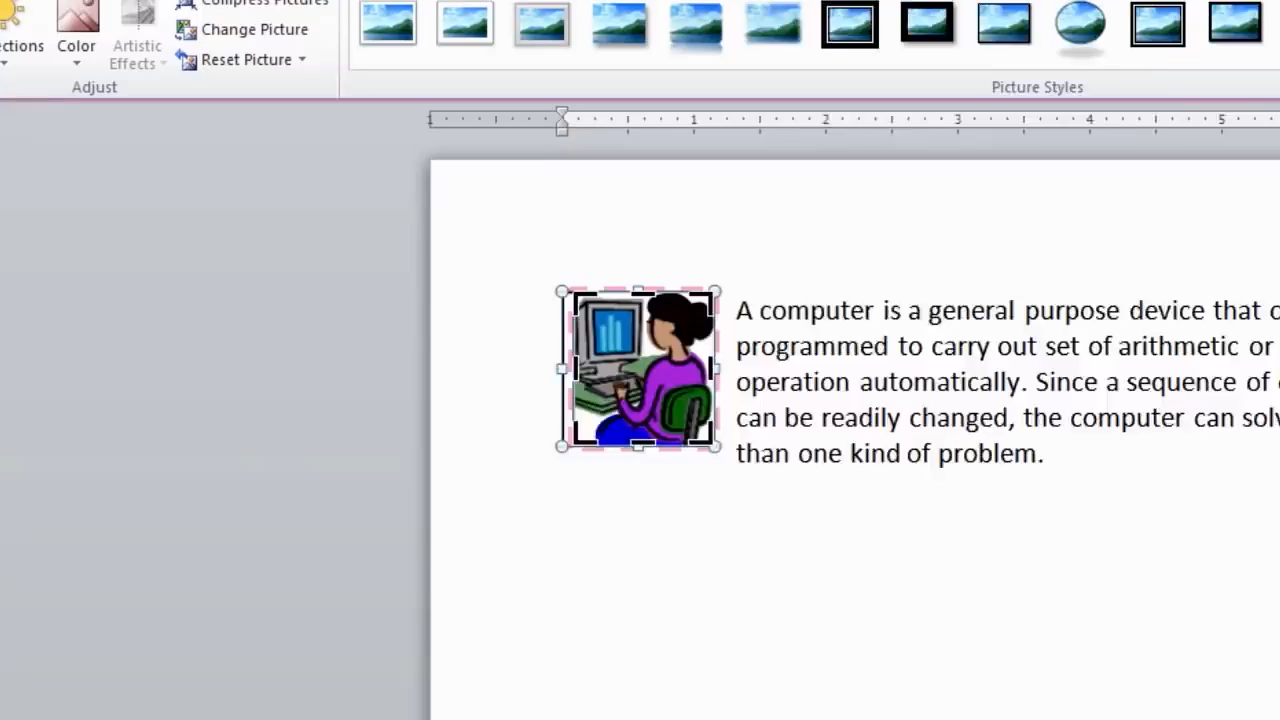 Compress Pictures
Change Picture
Color
Artistic
Effects
Reset Picture
Adjust
Picture Styles
1 1 2 3 4 5
A computer is a general purpose device that
programmed to carry out set of arithmetic or
operation automatically. Since a sequence of
can be readily changed, the computer can
than one kind of problem.